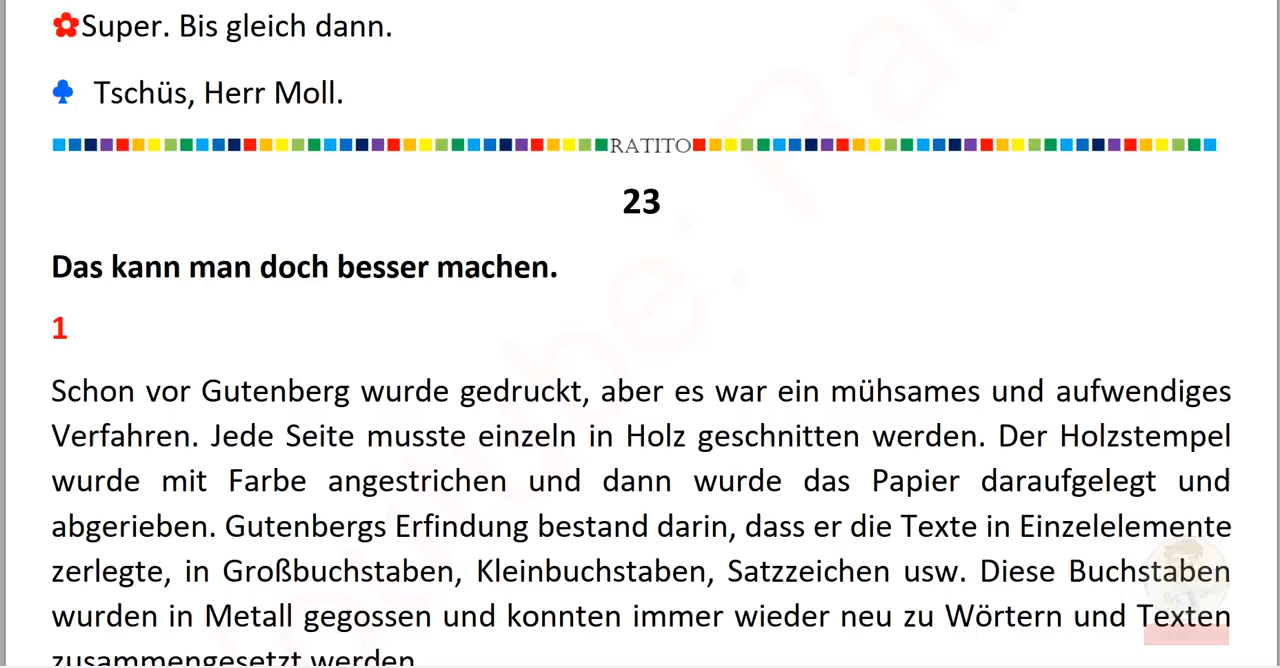 Super. Bis gleich dann.
Tschüs, Herr Moll.
RATITO
23
Das kann man doch besser machen.
1
Schon vor Gutenberg wurde gedruckt, aber es war ein mühsames und aufwendiges
Verfahren. Jede Seite musste einzeln in Holz geschnitten werden. Der Holzstempel
wurde mit Farbe angestrichen und dann wurde das Papier daraufgelegt und
abgerieben. Gutenbergs Erfindung bestand darin, dass er die Texte in Einzelelemente
zerlegte, in Großbuchstaben, Kleinbuchstaben, Satzzeichen usw. Diese Buchstaben
wurden in Metall gegossen und konnten immer wieder neu zu Wörtern und Texten
zusammengesetzt werden.